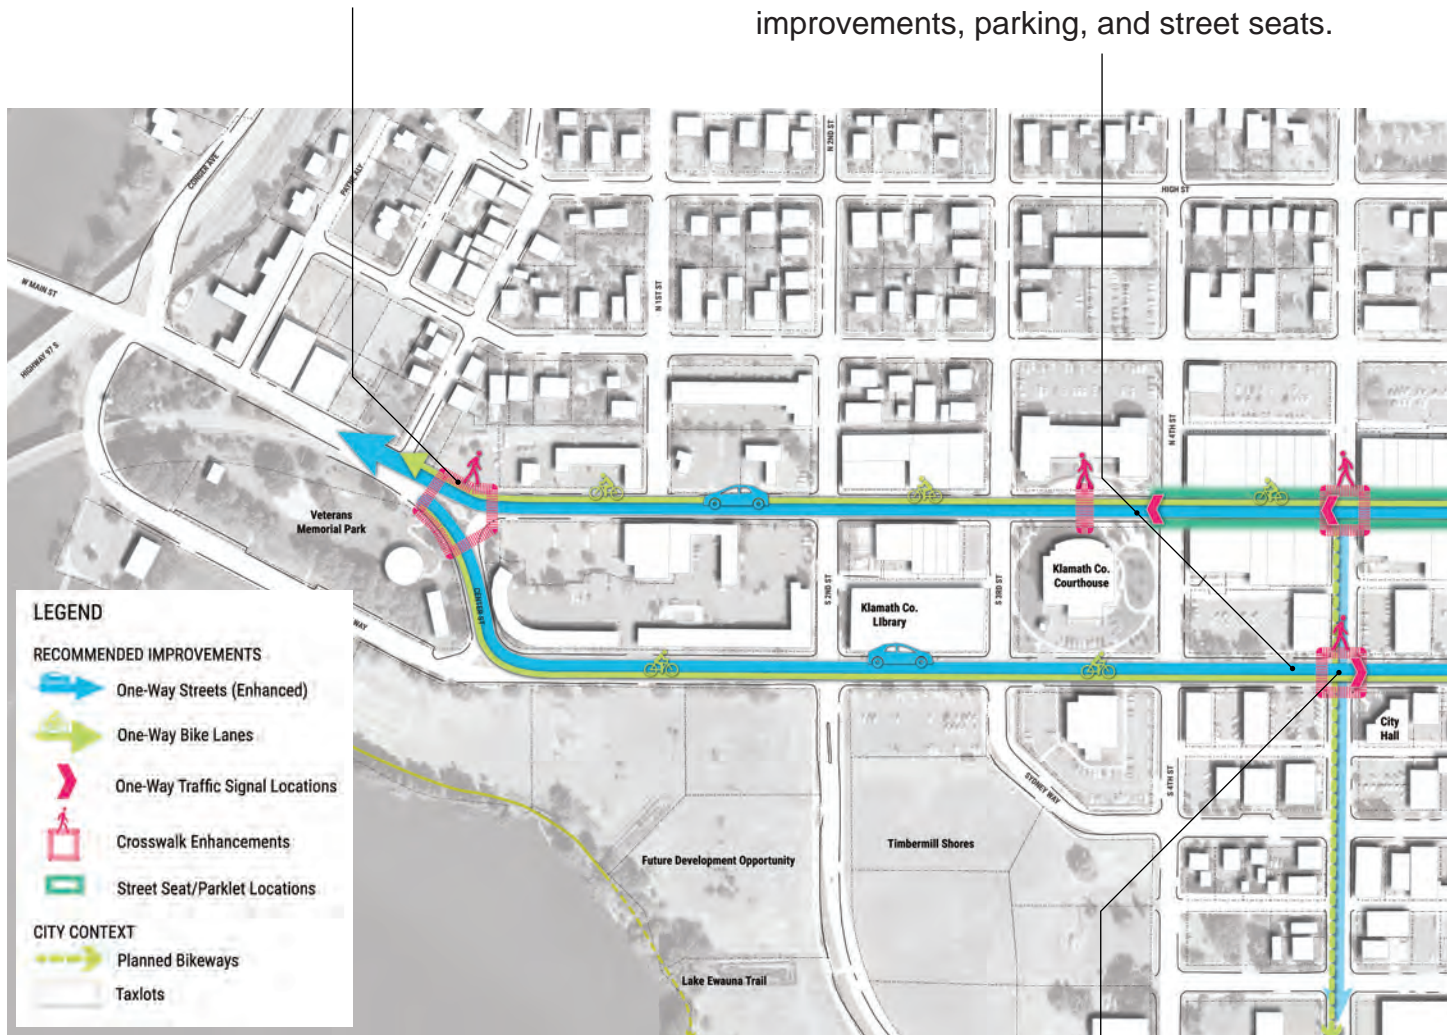 improvements, parking, and street seats.
CONGER AVE
PAYNE ALY
N 2ND ST
HIGH ST
W MAIN ST
HIGHWAY 97 S
N 1ST ST
N 4TH ST
Veterans
Memorial Park
CENTER ST
WAY
S 2ND ST
Klamath Co.
Library
S 3RD ST
Klamath Co.
Courthouse
City
Hall
S 4TH ST
SYDNEY WAY
Timbermill Shores
Future Development Opportunity
Lake Ewauna Trail
LEGEND
RECOMMENDED IMPROVEMENTS
One-Way Streets (Enhanced)
One-Way Bike Lanes
One-Way Traffic Signal Locations
Crosswalk Enhancements
Street Seat/Parklet Locations
CITY CONTEXT
Planned Bikeways
Taxlots